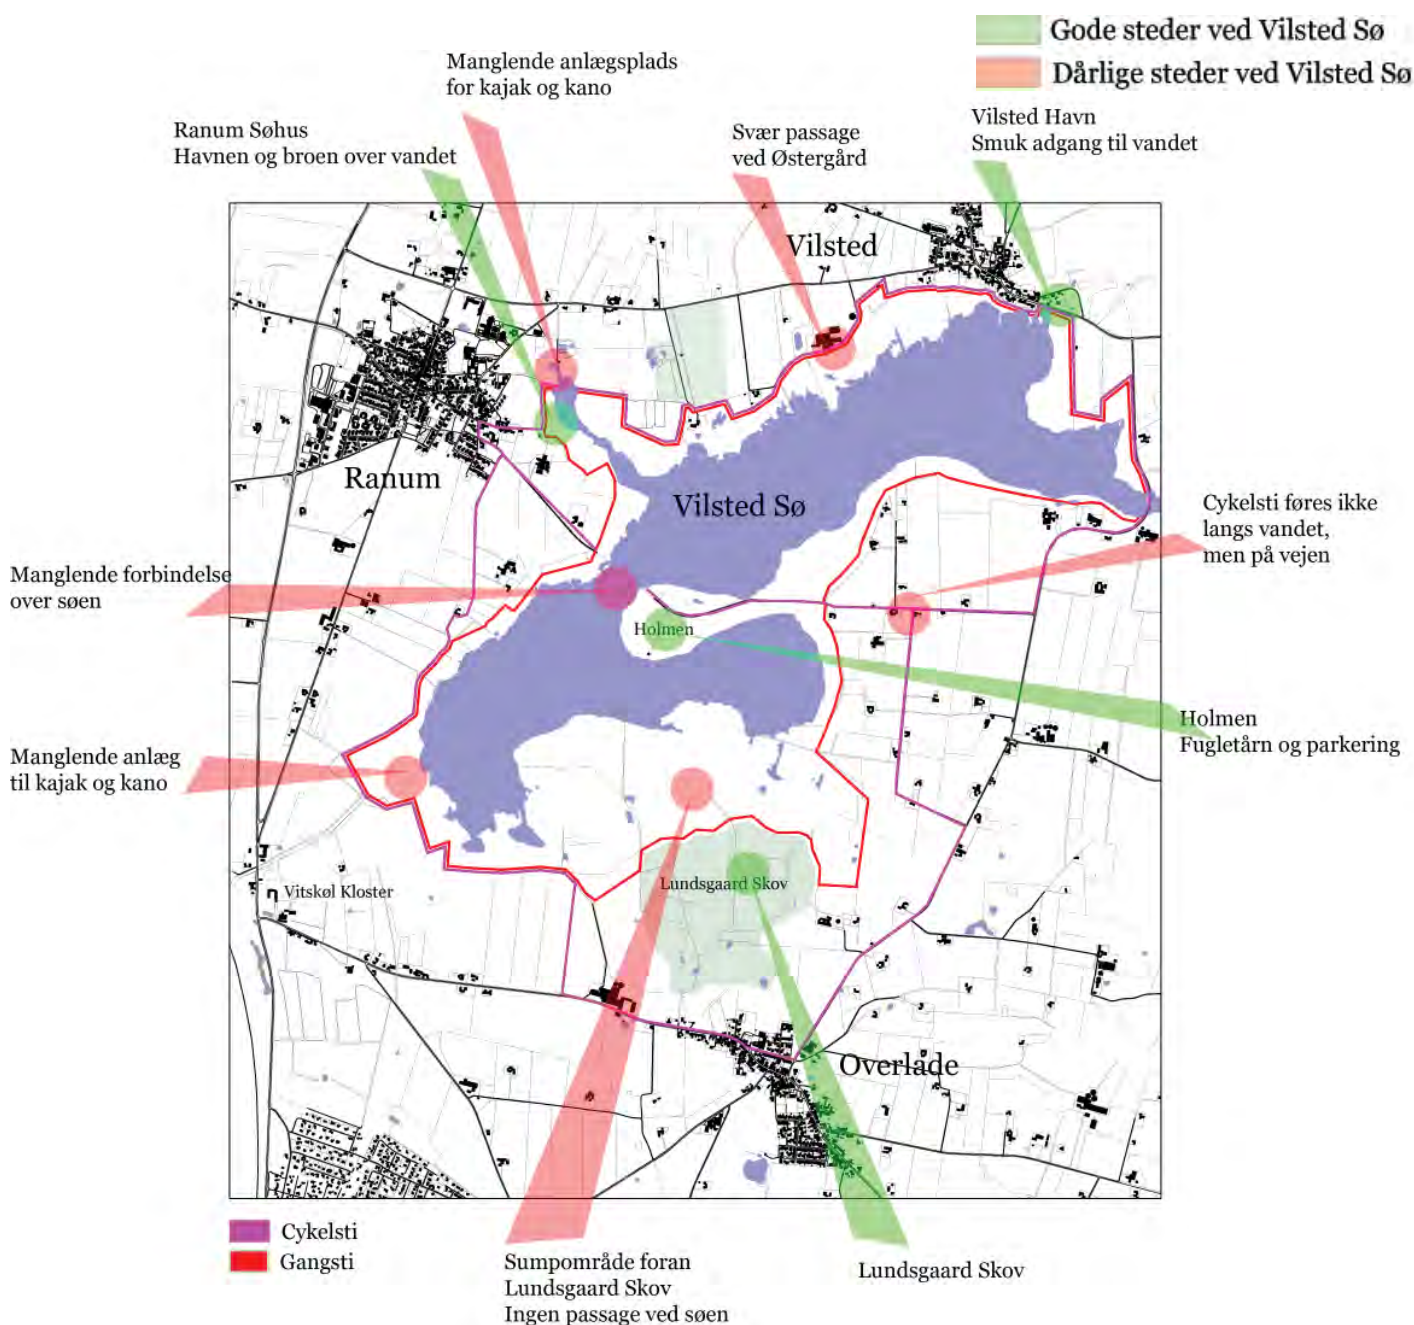 Gode steder ved Vilsted Sø
Dårlige steder ved Vilsted Sø
Manglende anlægsplads
for kajak og kano
Ranum Søhus
Havnen og broen over vandet
Svær passage
ved Østergård
Vilsted Havn
Smuk adgang til vandet
Vilsted
Ranum
Vilsted Sø
Cykelsti føres ikke
langs vandet,
men på vejen
Manglende forbindelse
over søen
Holmen
Holmen
Fugletårn og parkering
Manglende anlæg
til kajak og kano
Lundsgaard Skov
Vitskøl Kloster
Overlade
Cykelsti
Gangsti
Sumpområde foran
Lundsgaard Skov
Ingen passage ved søen
Lundsgaard Skov